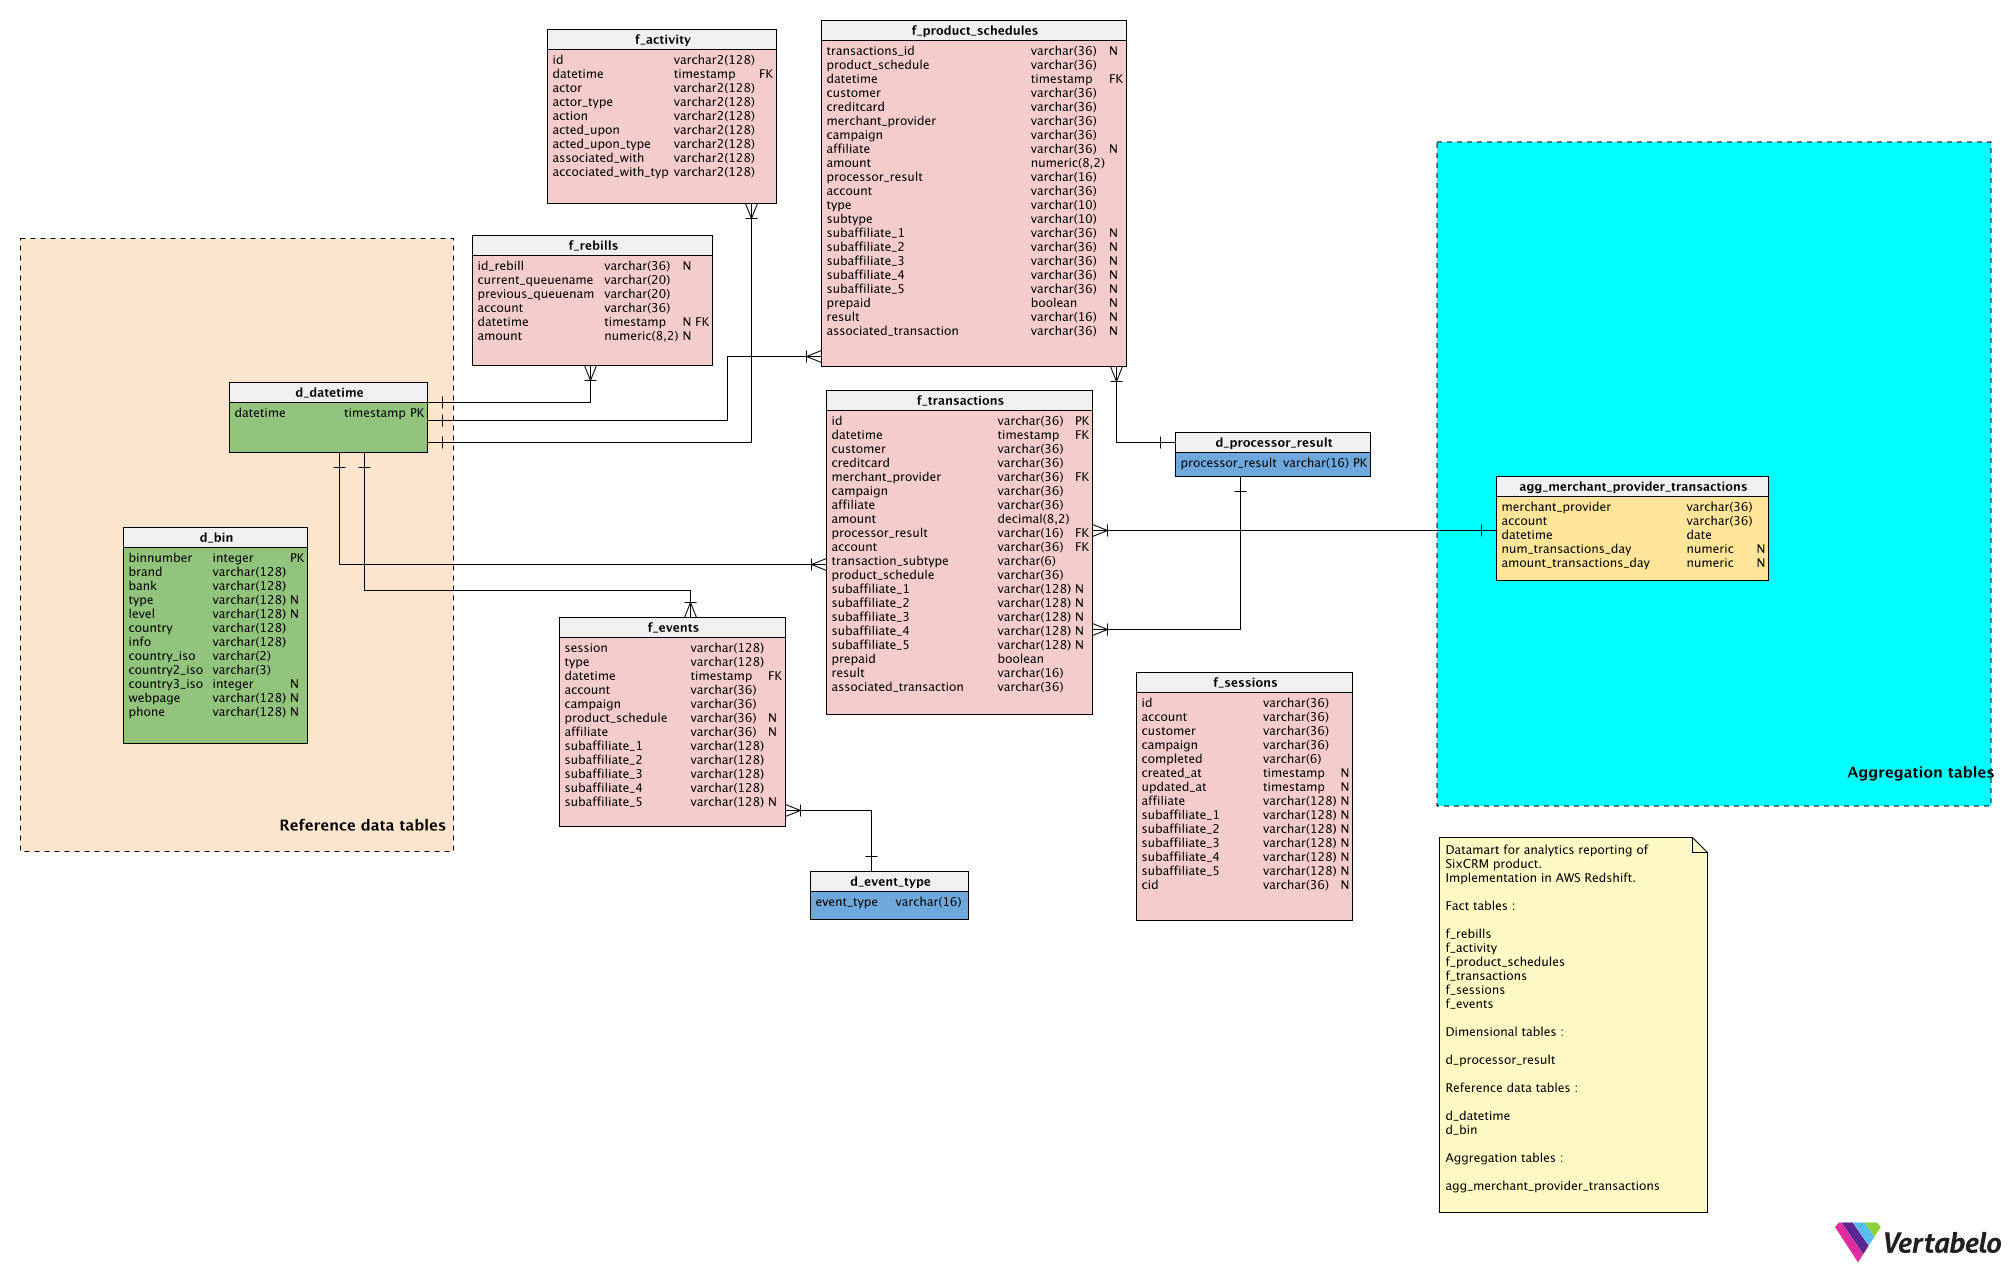 f_activity
id varchar2(128)
datetime timestamp FK
actor varchar2(128)
actor_type varchar2(128)
action varchar2(128)
acted_upon varchar2(128)
acted_upon_type varchar2(128)
associated_with varchar2(128)
accociated_with_typ varchar2(128)
f_product_schedules
transactions_id varchar(36) N
product_schedule varchar(36)
datetime timestamp FK
customer varchar(36)
creditcard varchar(36)
merchant_provider varchar(36)
campaign varchar(36)
affiliate varchar(36) N
amount numeric(8,2)
processor_result varchar(16)
account varchar(36)
type varchar(10)
subtype varchar(10)
subaffiliate_1 varchar(36) N
subaffiliate_2 varchar(36) N
subaffiliate_3 varchar(36) N
subaffiliate_4 varchar(36) N
subaffiliate_5 varchar(36) N
prepaid boolean N
result varchar(16) N
associated_transaction varchar(36) N
f_rebills
id_rebill varchar(36) N
current_queuename varchar(20)
previous_queuenam varchar(20)
account varchar(36)
datetime timestamp N FK
amount numeric(8,2) N
d_datetime
datetime timestamp PK
d_bin
binnumber integer PK
brand varchar(128)
bank varchar(128)
type varchar(128) N
level varchar(128) N
country varchar(128)
info varchar(128)
country_iso varchar(2)
country2_iso varchar(3)
country3_iso integer N
webpage varchar(128) N
phone varchar(128) N
Reference data tables
f_transactions
id varchar(36) PK
datetime timestamp FK
customer varchar(36)
creditcard varchar(36)
merchant_provider varchar(36) FK
campaign varchar(36)
affiliate varchar(36)
amount decimal(8,2)
processor_result varchar(16) FK
account varchar(36) FK
transaction_subtype varchar(6)
product_schedule varchar(36)
subaffiliate_1 varchar(128) N
subaffiliate_2 varchar(128) N
subaffiliate_3 varchar(128) N
subaffiliate_4 varchar(128) N
subaffiliate_5 varchar(128) N
prepaid boolean
result varchar(16)
associated_transaction varchar(36)
d_processor_result
processor_result varchar(16) PK
agg_merchant_provider_transactions
merchant_provider varchar(36)
account varchar(36)
datetime date
num_transactions_day numeric N
amount_transactions_day numeric N
Aggregation tables
f_events
session varchar(128)
type varchar(128)
datetime timestamp FK
account varchar(36)
campaign varchar(36)
product_schedule varchar(36) N
affiliate varchar(36) N
subaffiliate_1 varchar(128)
subaffiliate_2 varchar(128)
subaffiliate_3 varchar(128)
subaffiliate_4 varchar(128)
subaffiliate_5 varchar(128) N
d_event_type
event_type varchar(16)
f_sessions
id varchar(36)
account varchar(36)
customer varchar(36)
campaign varchar(36)
completed varchar(6)
created_at timestamp N
updated_at timestamp N
affiliate varchar(128) N
subaffiliate_1 varchar(128) N
subaffiliate_2 varchar(128) N
subaffiliate_3 varchar(128) N
subaffiliate_4 varchar(128) N
subaffiliate_5 varchar(128) N
cid varchar(36) N
Datamart for analytics reporting of
SixCRM product.
Implementation in AWS Redshift.
Fact tables :
f_rebills
f_activity
f_product_schedules
f_transactions
f_sessions
f_events
Dimensional tables :
d_processor_result
Reference data tables :
d_datetime
d_bin
Aggregation tables :
agg_merchant_provider_transactions
Vertabelo